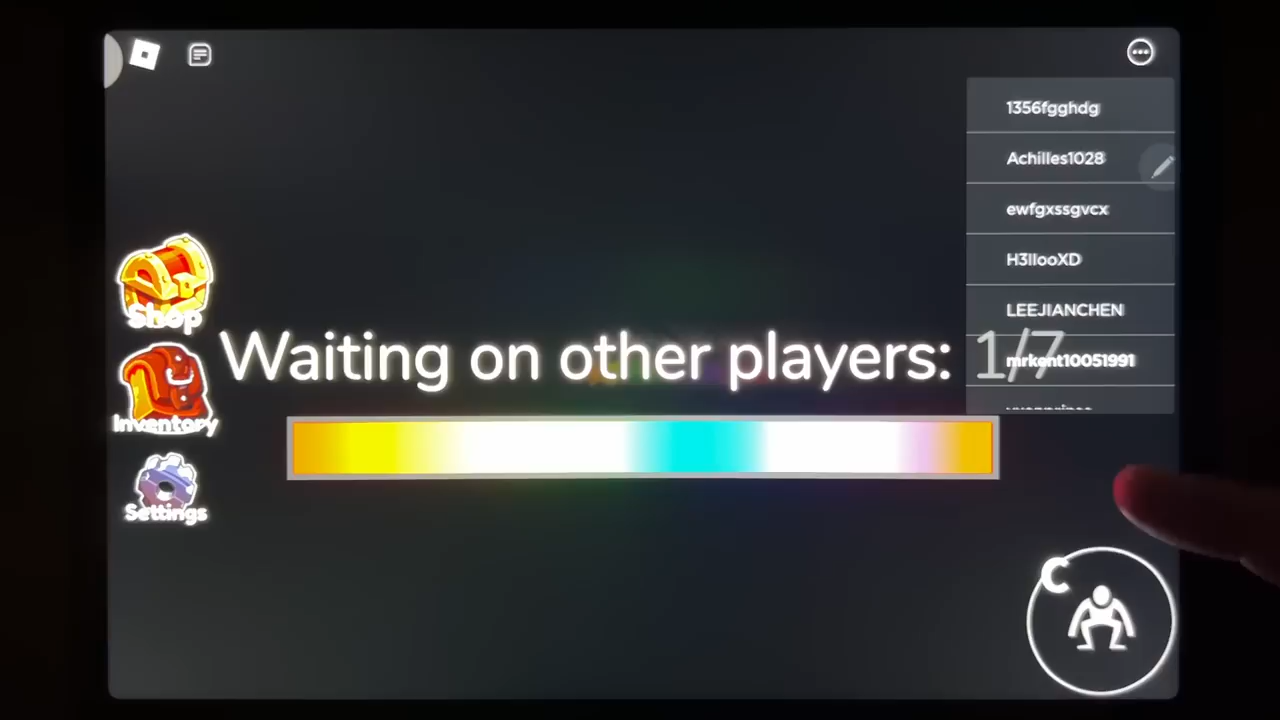 1356fgghdg
Achilles1028
ewfgxssgvcx
H3llooXD
LEEJIANCHEN
mrkent10051991
Shop
Waiting on other players: 1/7
Inventory
Settings
C